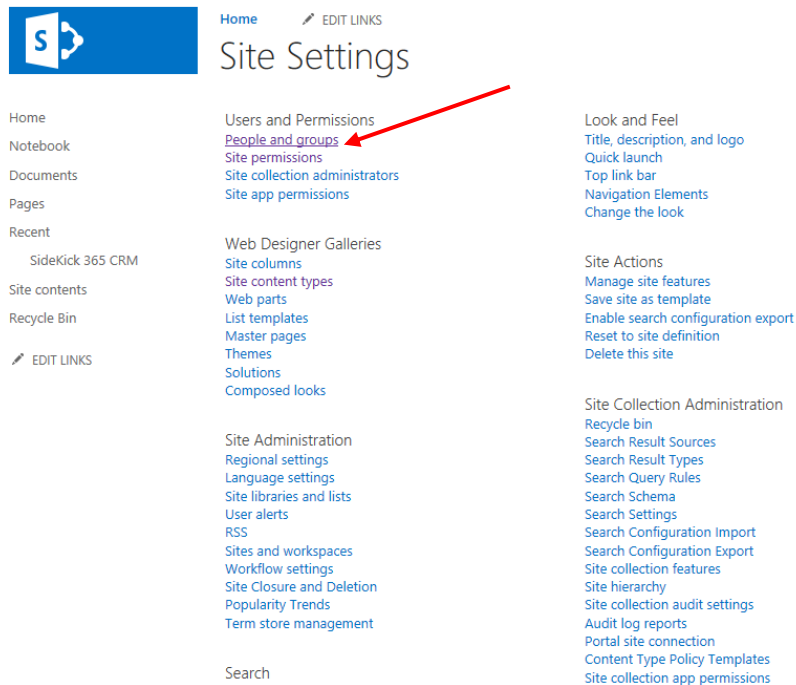 S
Home
EDIT LINKS
Site Settings
Home
Notebook
Documents
Pages
Recent
SideKick 365 CRM
Site contents
Recycle Bin
EDIT LINKS
Users and Permissions
People and groups
Site permissions
Site collection administrators
Site app permissions
Web Designer Galleries
Site columns
Site content types
Web parts
List templates
Master pages
Themes
Solutions
Composed looks
Site Administration
Regional settings
Language settings
Site libraries and lists
User alerts
RSS
Sites and workspaces
Workflow settings
Site Closure and Deletion
Popularity Trends
Term store management
Search
Look and Feel
Title, description, and logo
Quick launch
Top link bar
Navigation Elements
Change the look
Site Actions
Manage site features
Save site as template
Enable search configuration export
Reset to site definition
Delete this site
Site Collection Administration
Recycle bin
Search Result Sources
Search Result Types
Search Query Rules
Search Schema
Search Settings
Search Configuration Import
Search Configuration Export
Site collection features
Site hierarchy
Site collection audit settings
Audit log reports
Portal site connection
Content Type Policy Templates
Site collection app permissions